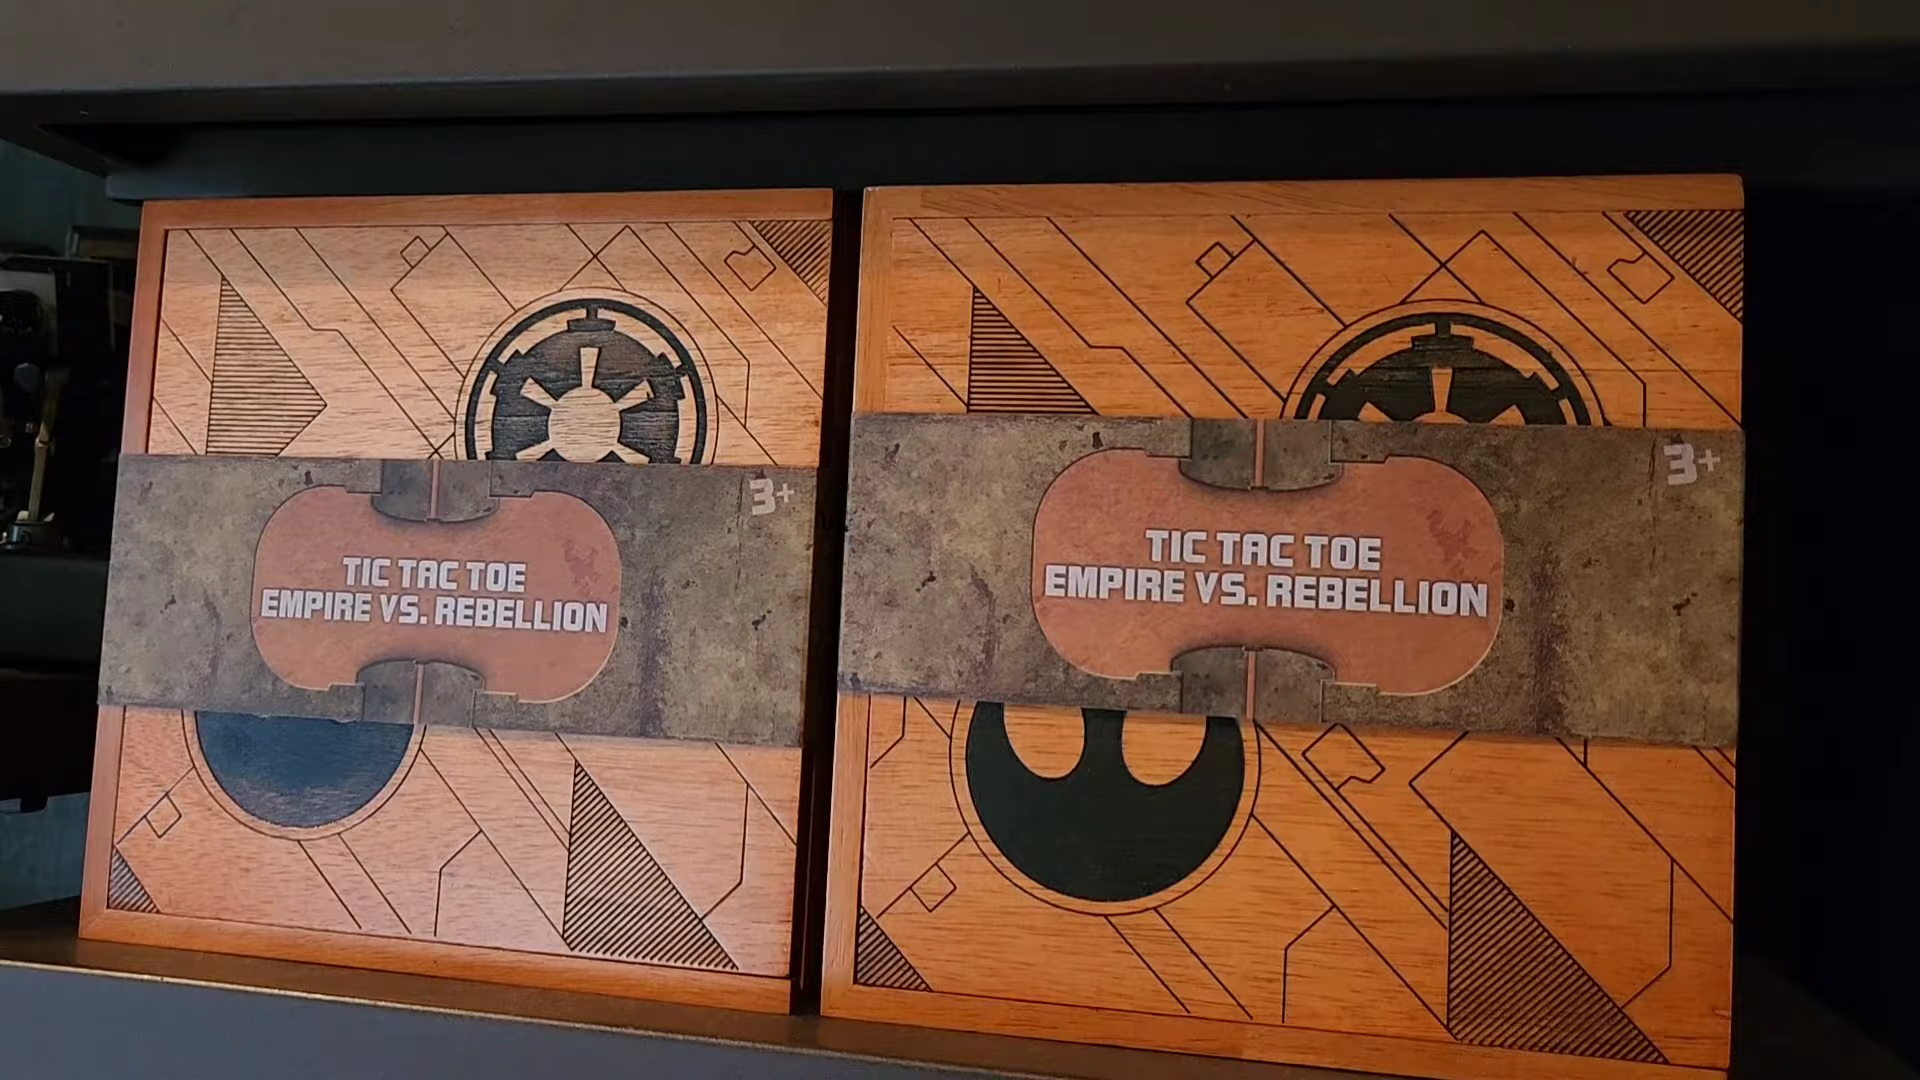 3+
TIC TAC TOE
EMPIRE VS. REBELLION
3+
TIC TAC TOE
EMPIRE VS. REBELLION